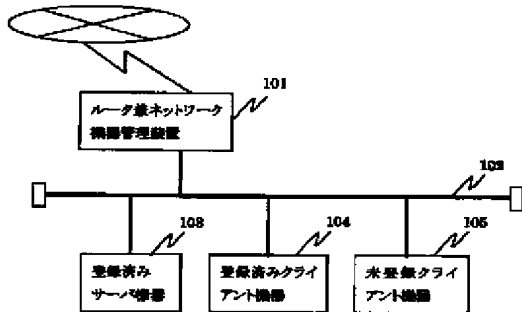 101
ルータ兼ネットワーク
機器管理装置
102
103
104
105
登録済み
サーバ機器
登録済みクライ
アント機器
未登録クライ
アント機器